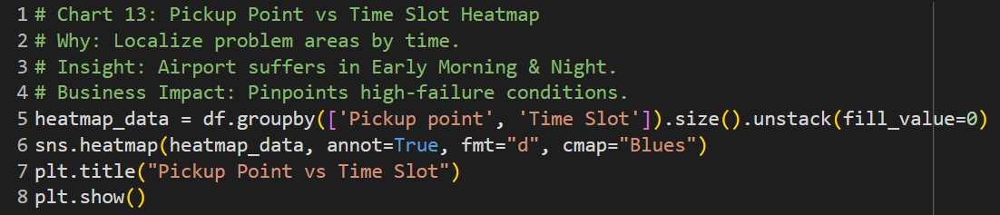 1 # Chart 13: Pickup Point vs Time Slot Heatmap
2 # Why: Localize problem areas by time.
3 # Insight: Airport suffers in Early Morning & Night.
4 # Business Impact: Pinpoints high-failure conditions.
5 heatmap_data = df.groupby(['Pickup point', 'Time Slot']).size().unstack(fill_value=0)
6 sns.heatmap(heatmap_data, annot=True, fmt="d", cmap="Blues")
7 plt.title("Pickup Point vs Time Slot")
8 plt.show()